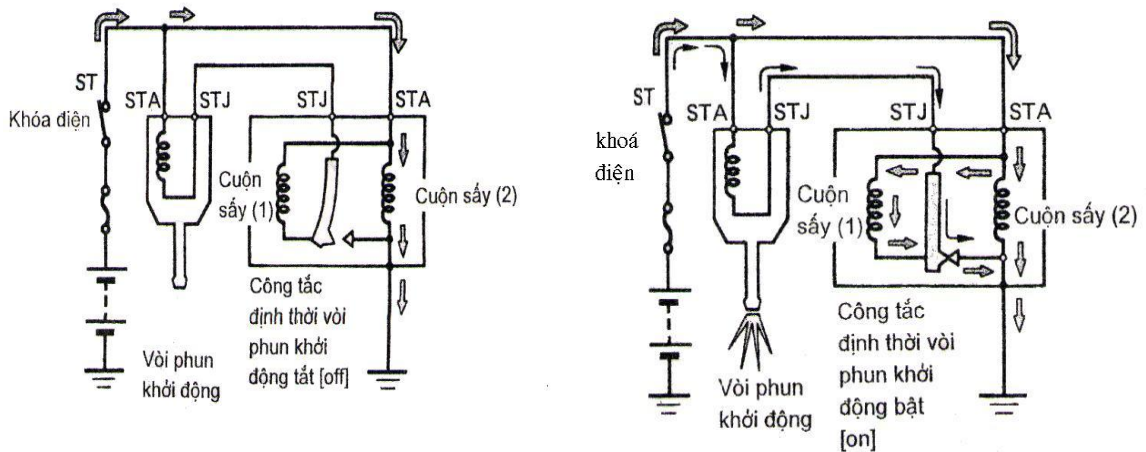 ST
Khóa điện
STA
STJ
STJ
STA
Cuộn
sấy (1)
Cuộn sấy (2)
Công tắc
định thời vòi
phun khởi
động tắt [off]
Vòi phun
khởi động
ST
khoá
điện
STA
STJ
STJ
STA
Cuộn
sấy (1)
Cuộn sấy (2)
Công tắc
định thời vòi
phun khởi
động bật
[on]
Vòi phun
khởi động